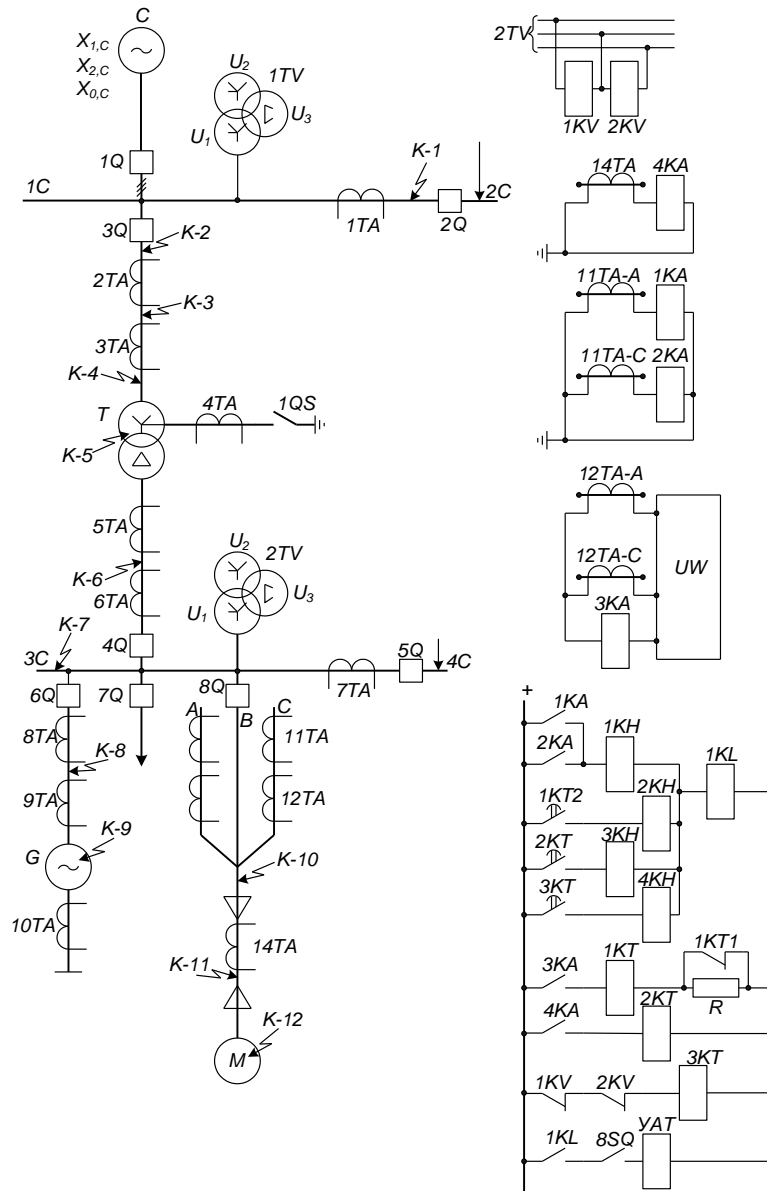 C
X1,C
X2,C
X0,C
U2
1TV
U3
U1
1Q
K-1
1C
2C
1TA
2Q
3Q
K-2
2TA
K-3
3TA
K-4
T
4TA
1QS
K-5
5TA
K-6
6TA
U2
2TV
U3
U1
K-7
4Q
5Q
3C
4C
6Q
7Q
8Q
7TA
A
B
C
8TA
11TA
K-8
9TA
12TA
K-9
G
K-10
10TA
14TA
K-11
K-12
M
2TV
1KV
2KV
14TA
4KA
11TA-A
1KA
11TA-C
2KA
12TA-A
12TA-C
UW
3KA
+
1KA
1KH
2KA
1KL
1KT2
2KH
2KT
3KH
3KT
4KH
3KA
1KT
1KT1
R
4KA
2KT
3KT
1KV
2KV
1KL
8SQ
УАТ